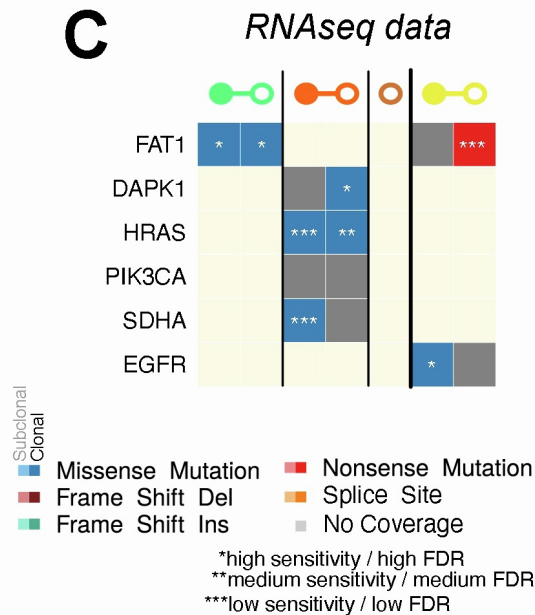 C
RNAseq data
FAT1 * * ***
DAPK1 *
HRAS *** **
PIK3CA
SDHA ***
EGFR *
Subclonal
Clonal
Missense Mutation
Nonsense Mutation
Frame Shift Del
Splice Site
Frame Shift Ins
No Coverage
*high sensitivity / high FDR
**medium sensitivity / medium FDR
***low sensitivity / low FDR